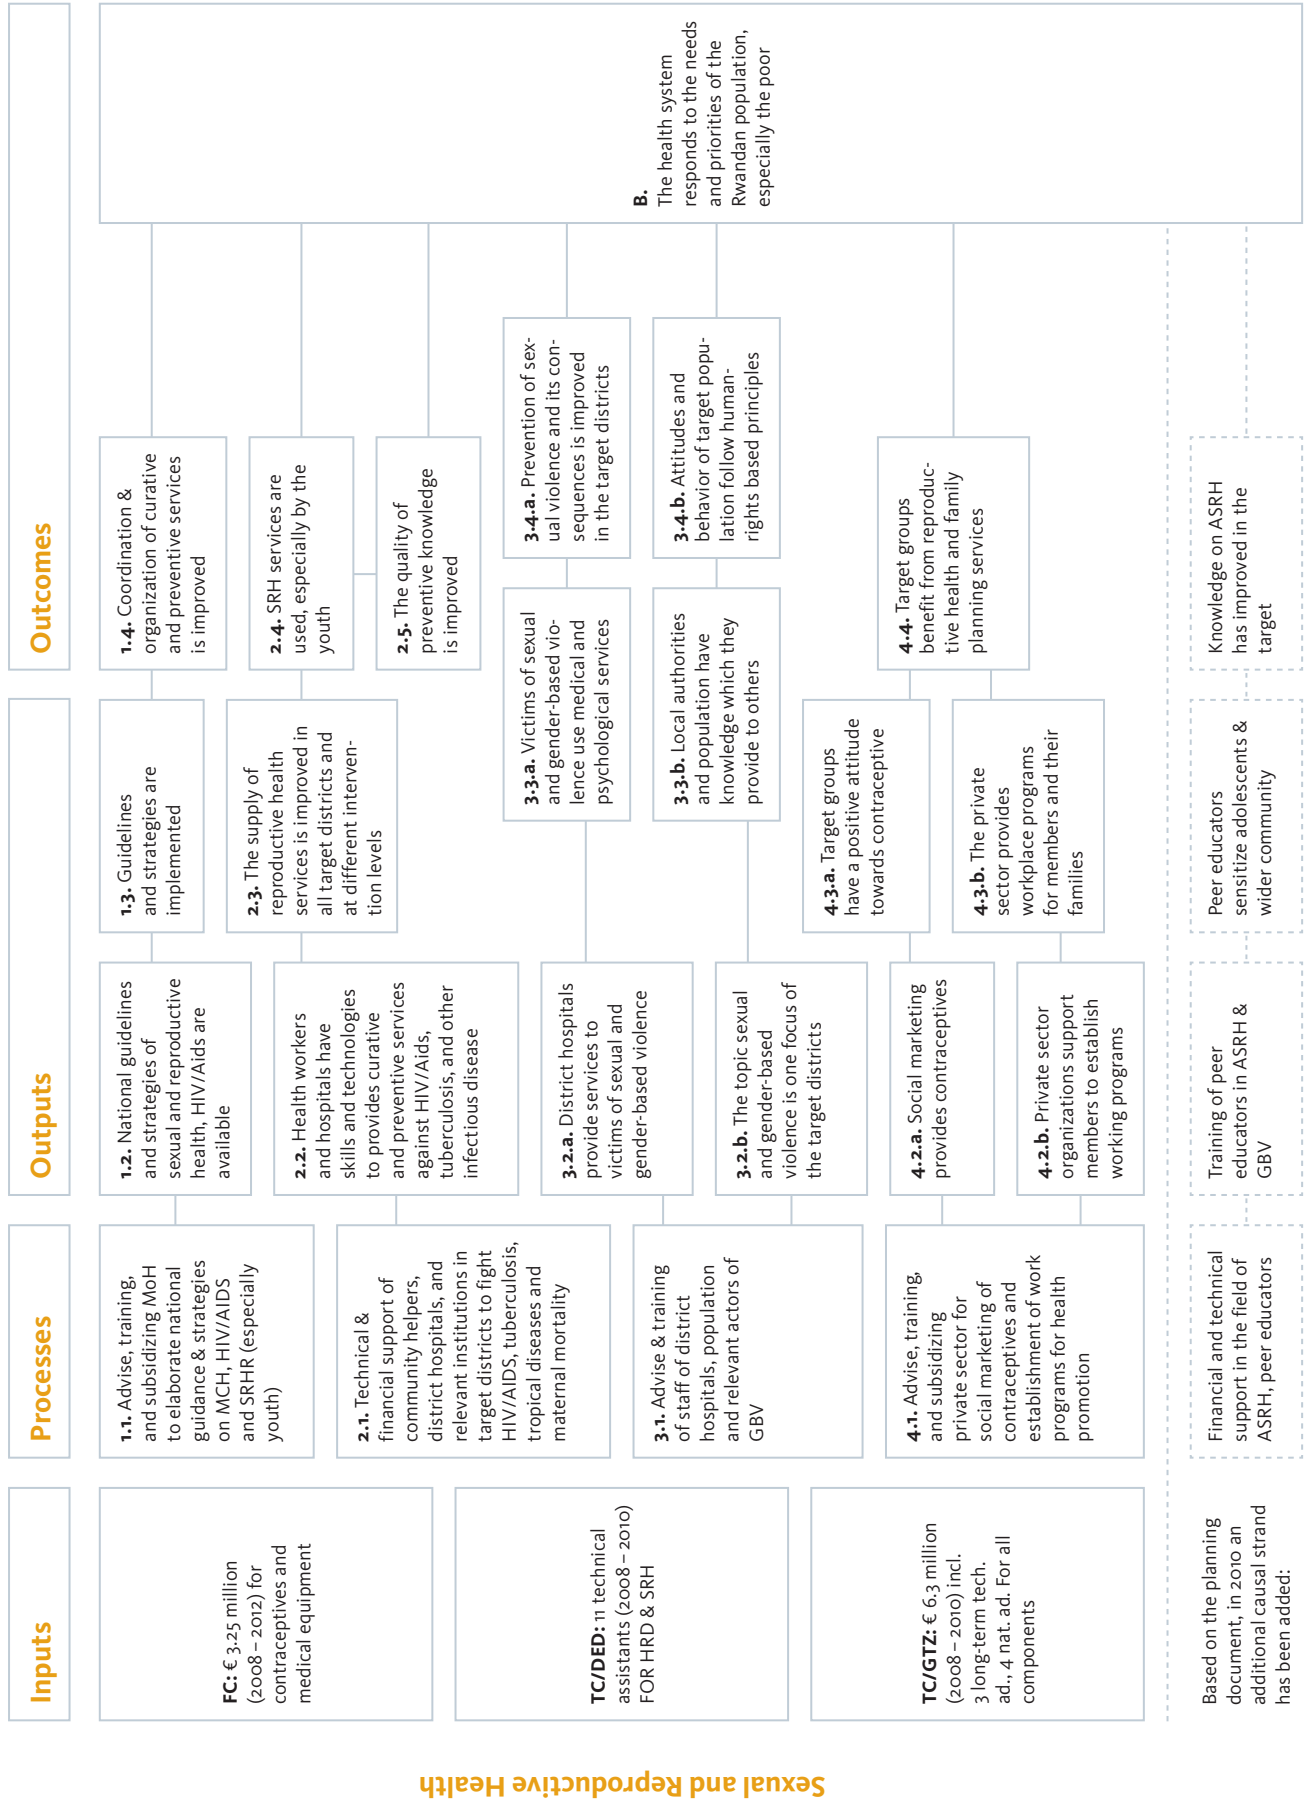 Sexual and Reproductive Health
Inputs
Processes
Outputs
Outcomes
FC: € 3.25 million
(2008 – 2012) for
contraceptives and
medical equipment
TC/DED: 11 technical
assistants (2008 – 2010)
FOR HRD & SRH
TC/GTZ: € 6.3 million
(2008 – 2010) incl.
3 long-term tech.
ad., 4 nat. ad. For all
components
1.1. Advise, training,
and subsidizing MoH
to elaborate national
guidance & strategies
on MCH, HIV/AIDS
and SRHR (especially
youth)
2.1. Technical &
financial support of
community helpers,
district hospitals, and
relevant institutions in
target districts to fight
HIV/AIDS, tuberculosis,
tropical diseases and
maternal mortality
3.1. Advise & training
of staff of district
hospitals, population
and relevant actors of
GBV
4.1. Advise, training,
and subsidizing
private sector for
social marketing of
contraceptives and
establishment of work
programs for health
promotion
1.2. National guidelines
and strategies of
sexual and reproductive
health, HIV/Aids are
available
2.2. Health workers
and hospitals have
skills and technologies
to provides curative
and preventive services
against HIV/Aids,
tuberculosis, and other
infectious disease
3.2.a. District hospitals
provide services to
victims of sexual and
gender-based violence
3.2.b. The topic sexual
and gender-based
violence is one focus of
the target districts
4.2.a. Social marketing
provides contraceptives
4.2.b. Private sector
organizations support
members to establish
working programs
1.3. Guidelines
and strategies are
implemented
2.3. The supply of
reproductive health
services is improved in
all target districts and
at different interven-
tion levels
3.3.a. Victims of sexual
and gender-based vio-
lence use medical and
psychological services
3.3.b. Local authorities
and population have
knowledge which they
provide to others
4.3.a. Target groups
have a positive attitude
towards contraceptive
4.3.b. The private
sector provides
workplace programs
for members and their
families
1.4. Coordination &
organization of curative
and preventive services
is improved
2.4. SRH services are
used, especially by the
youth
2.5. The quality of
preventive knowledge
is improved
3.4.a. Prevention of sex-
ual violence and its con-
sequences is improved
in the target districts
3.4.b. Attitudes and
behavior of target popu-
lation follow human-
rights based principles
4.4. Target groups
benefit from reproduc-
tive health and family
planning services
B.
The health system
responds to the needs
and priorities of the
Rwandan population,
especially the poor
Based on the planning
document, in 2010 an
additional causal strand
has been added:
Financial and technical
support in the field of
ASRH, peer educators
Training of peer
educators in ASRH &
GBV
Peer educators
sensitize adolescents &
wider community
Knowledge on ASRH
has improved in the
target